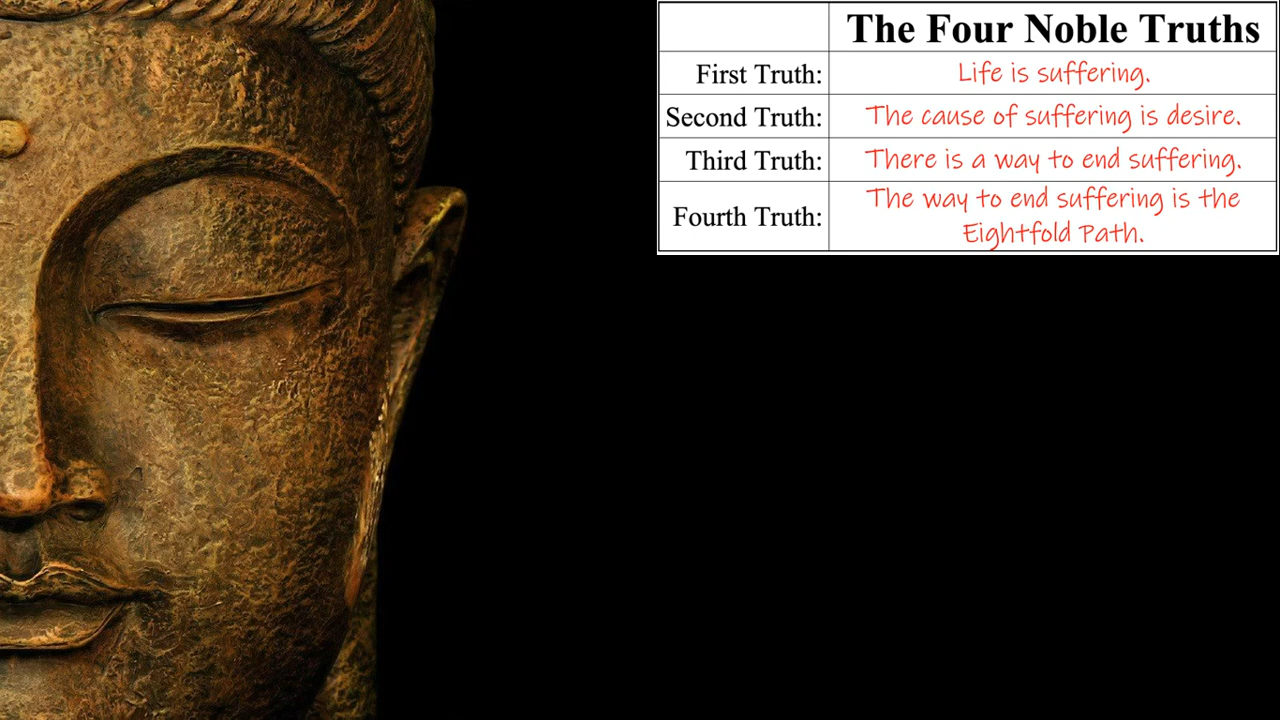 The Four Noble Truths
First Truth: Life is suffering.
Second Truth: The cause of suffering is desire.
Third Truth: There is a way to end suffering.
Fourth Truth: The way to end suffering is the
Eightfold Path.